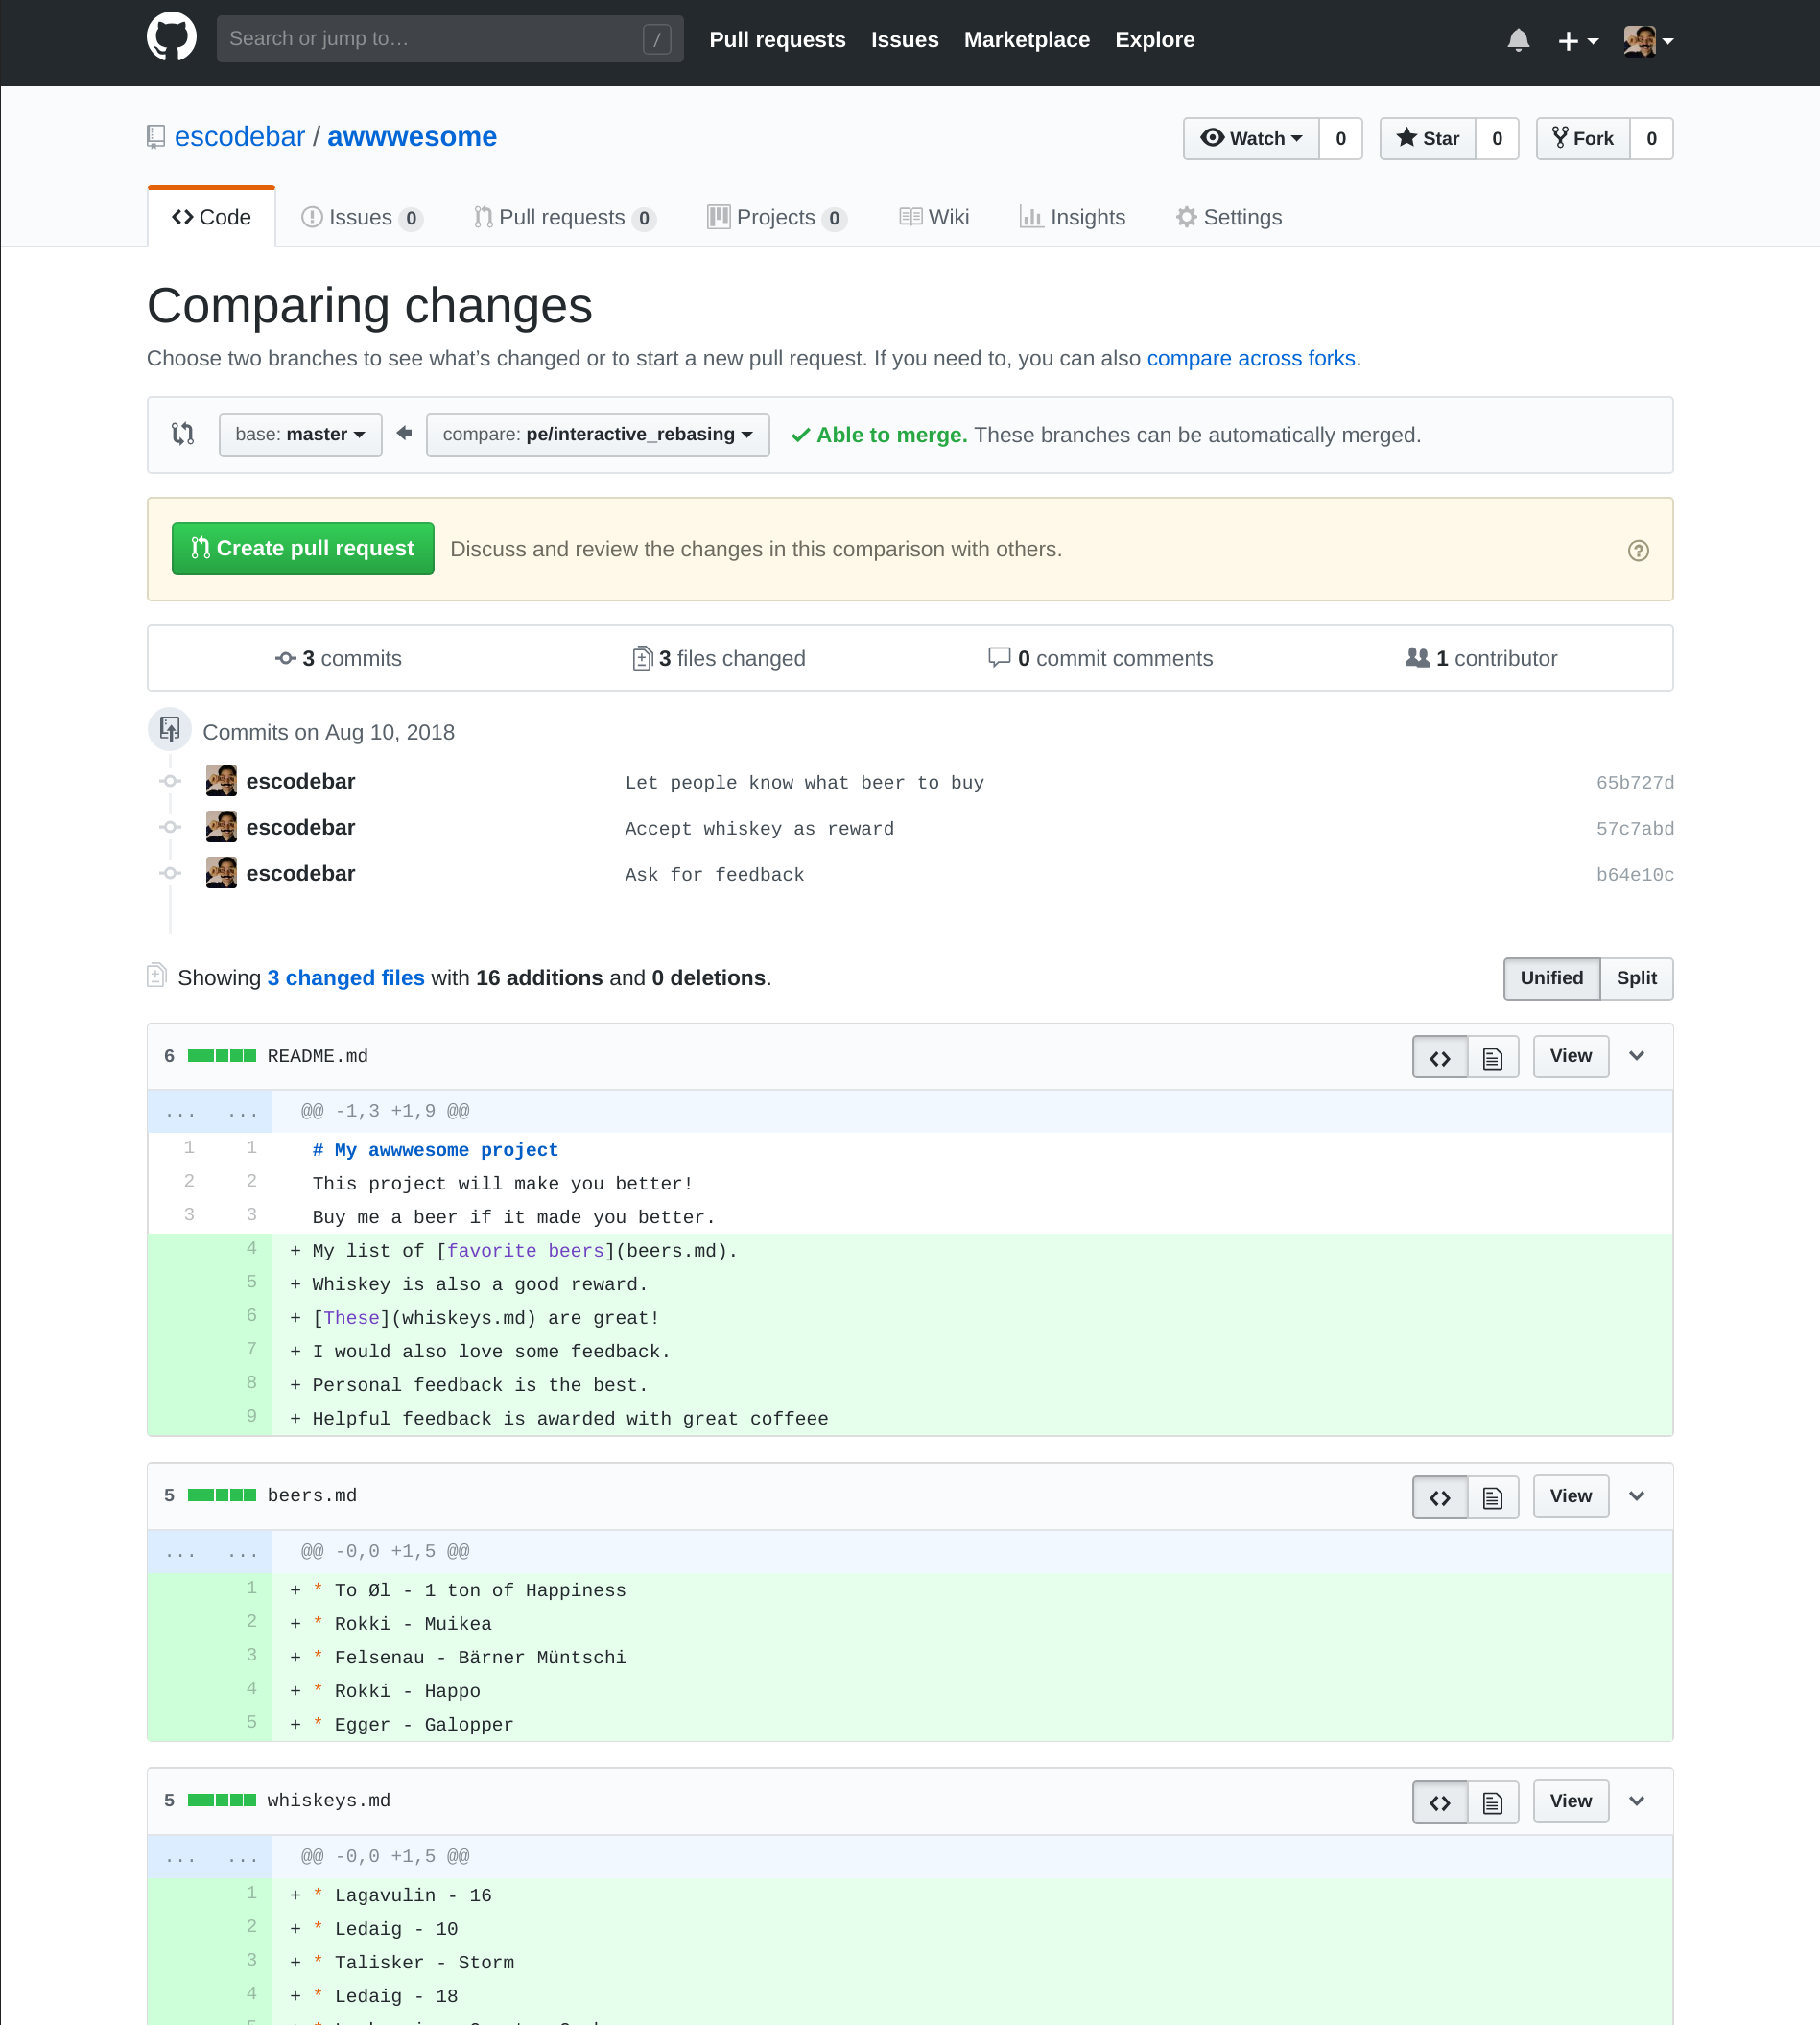 Search or jump to… /
Pull requests Issues Marketplace Explore
escodebar / awwwesome
Watch 0 Star 0 Fork 0
Code Issues 0 Pull requests 0 Projects 0 Wiki Insights Settings
Comparing changes
Choose two branches to see what’s changed or to start a new pull request. If you need to, you can also compare across forks.
base: master compare: pe/interactive_rebasing Able to merge. These branches can be automatically merged.
Create pull request Discuss and review the changes in this comparison with others.
3 commits 3 files changed 0 commit comments 1 contributor
Commits on Aug 10, 2018
escodebar Let people know what beer to buy 65b727d
escodebar Accept whiskey as reward 57c7abd
escodebar Ask for feedback b64e10c
Showing 3 changed files with 16 additions and 0 deletions. Unified Split
6 README.md View
... ... @@ -1,3 +1,9 @@
1 1 # My awwwesome project
2 2 This project will make you better!
3 3 Buy me a beer if it made you better.
4 + My list of [favorite beers](beers.md).
5 + Whiskey is also a good reward.
6 + [These](whiskeys.md) are great!
7 + I would also love some feedback.
8 + Personal feedback is the best.
9 + Helpful feedback is awarded with great coffeee
5 beers.md View
... ... @@ -0,0 +1,5 @@
1 + * To Øl - 1 ton of Happiness
2 + * Rokki - Muikea
3 + * Felsenau - Bärner Müntschi
4 + * Rokki - Happo
5 + * Egger - Galopper
5 whiskeys.md View
... ... @@ -0,0 +1,5 @@
1 + * Lagavulin - 16
2 + * Ledaig - 10
3 + * Talisker - Storm
4 + * Ledaig - 18